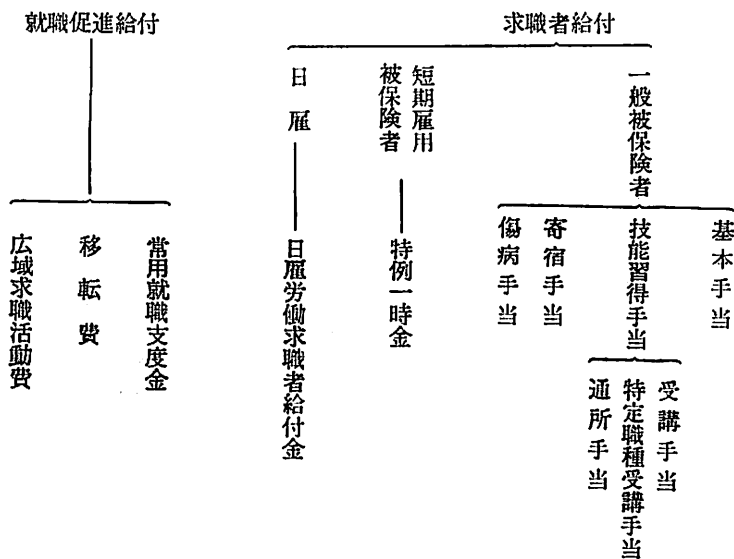 求職者給付
一般被保険者
基本手当
技能習得手当
受講手当
特定職種受講手当
通所手当
寄宿手当
傷病手当
短期雇用
被保険者
特例一時金
日雇
日雇労働求職者給付金
就職促進給付
常用就職支度金
移転費
広域求職活動費